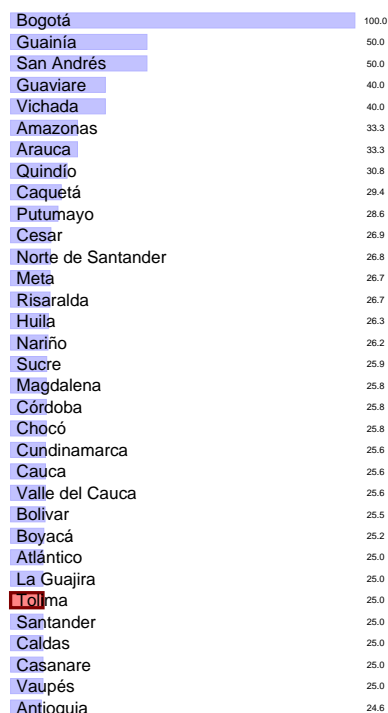 Bogotá 100.0
Guainía 50.0
San Andrés 50.0
Guaviare 40.0
Vichada 40.0
Amazonas 33.3
Arauca 33.3
Quindío 30.8
Caquetá 29.4
Putumayo 28.6
Cesar 26.9
Norte de Santander 26.8
Meta 26.7
Risaralda 26.7
Huila 26.3
Nariño 26.2
Sucre 25.9
Magdalena 25.8
Córdoba 25.8
Chocó 25.8
Cundinamarca 25.6
Cauca 25.6
Valle del Cauca 25.6
Bolivar 25.5
Boyacá 25.2
Atlántico 25.0
La Guajira 25.0
Tolima 25.0
Santander 25.0
Caldas 25.0
Casanare 25.0
Vaupés 25.0
Antioquia 24.6